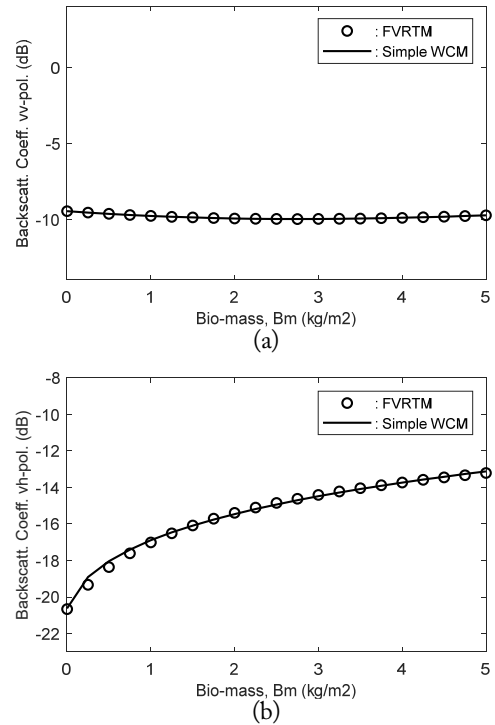 : FVRTM
: Simple WCM
0
-5
-10
Backscatt. Coeff. vv-pol. (dB)
0 1 2 3 4 5
Bio-mass, Bm (kg/m2)
(a)
-8
: FVRTM
: Simple WCM
-10
-12
-14
-16
-18
-20
-22
Backscatt. Coeff. vh-pol. (dB)
0 1 2 3 4 5
Bio-mass, Bm (kg/m2)
(b)